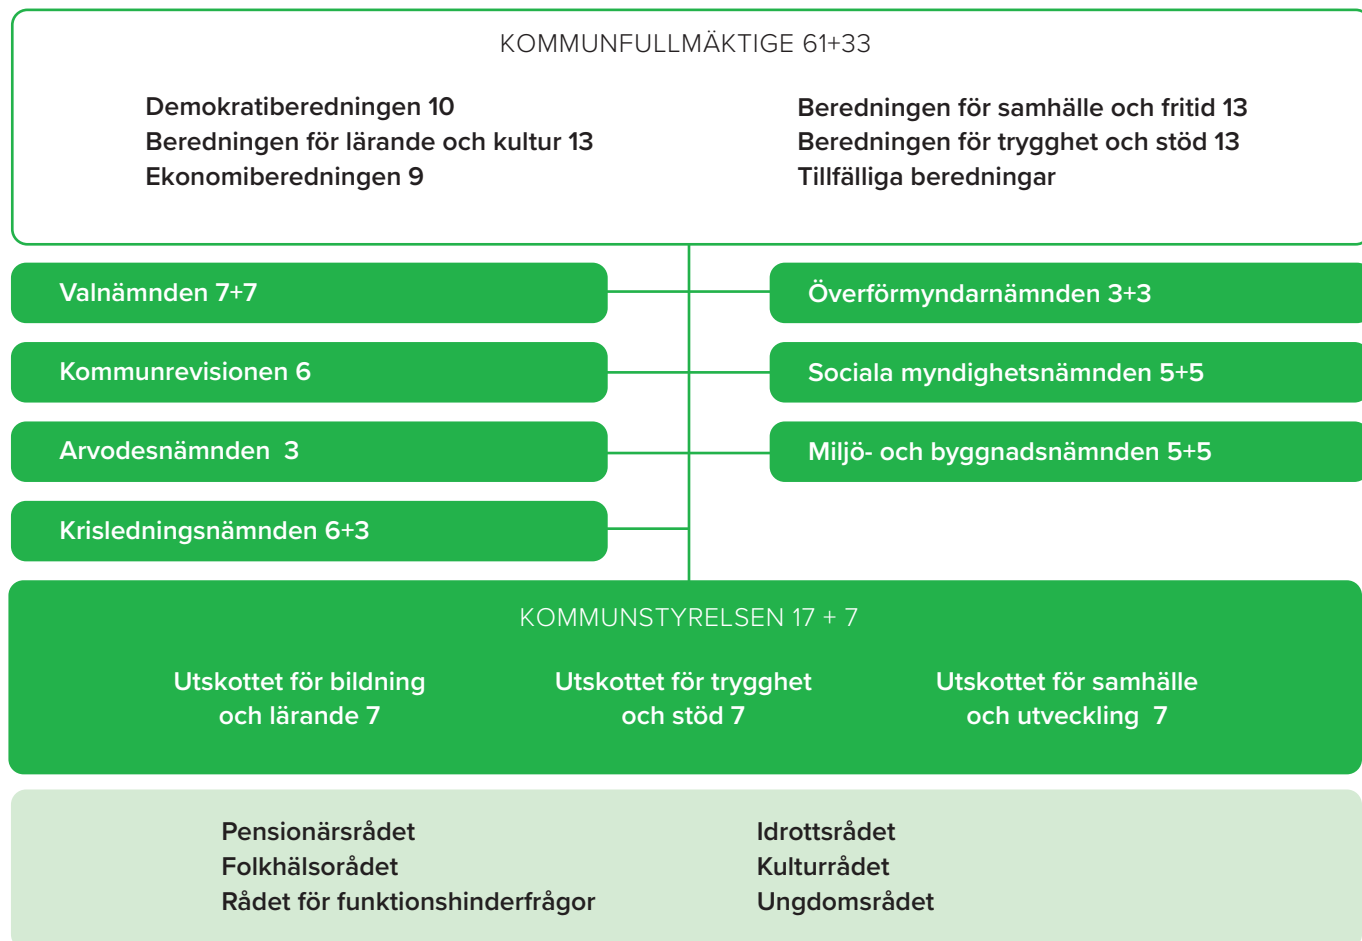 KOMMUNFULLMÄKTIGE 61+33
Demokratiberedningen 10
Beredningen för lärande och kultur 13
Ekonomiberedningen 9
Beredningen för samhälle och fritid 13
Beredningen för trygghet och stöd 13
Tillfälliga beredningar
Valnämnden 7+7
Överförmyndarnämnden 3+3
Kommunrevisionen 6
Sociala myndighetsnämnden 5+5
Arvodesnämnden 3
Miljö- och byggnadsnämnden 5+5
Krisledningsnämnden 6+3
KOMMUNSTYRELSEN 17 + 7
Utskottet för bildning
och lärande 7
Utskottet för trygghet
och stöd 7
Utskottet för samhälle
och utveckling 7
Pensionärsrådet
Folkhälsorådet
Rådet för funktionshinderfrågor
Idrottsrådet
Kulturrådet
Ungdomsrådet